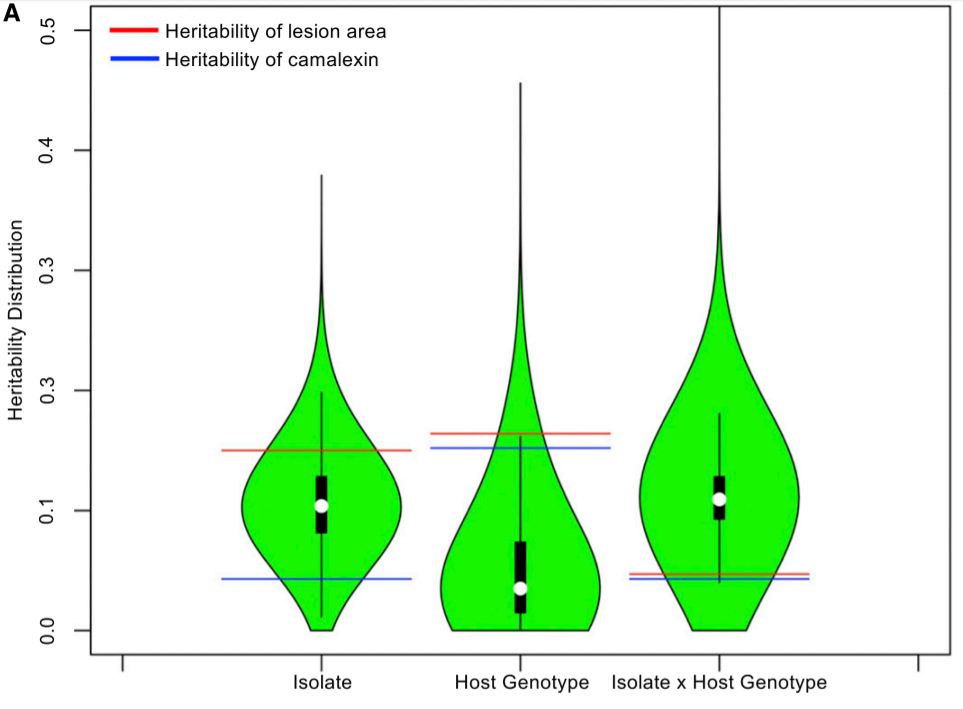 A
Heritability of lesion area
Heritability of camalexin
Heritability Distribution
0.5
0.4
0.3
0.3
0.1
0.0
Isolate Host Genotype Isolate x Host Genotype